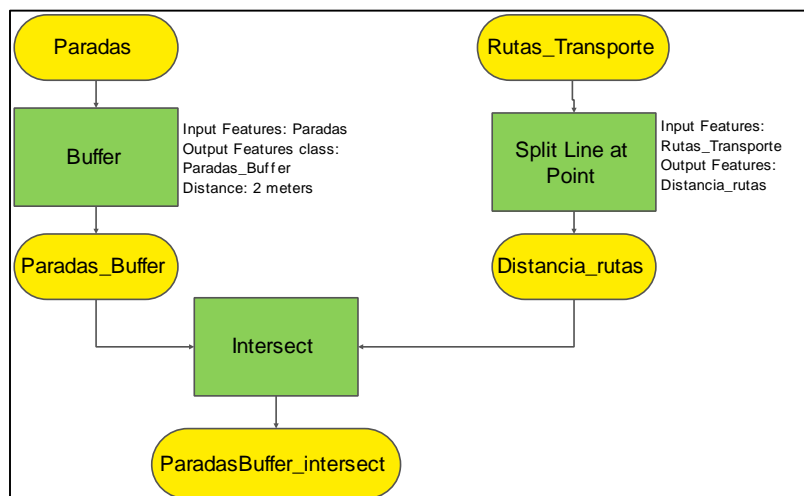 Paradas
Rutas_Transporte
Buffer
Input Features: Paradas
Output Features class:
Paradas_Buffer
Distance: 2 meters
Split Line at
Point
Input Features:
Rutas_Transporte
Output Features:
Distancia_rutas
Paradas_Buffer
Distancia_rutas
Intersect
ParadasBuffer_intersect